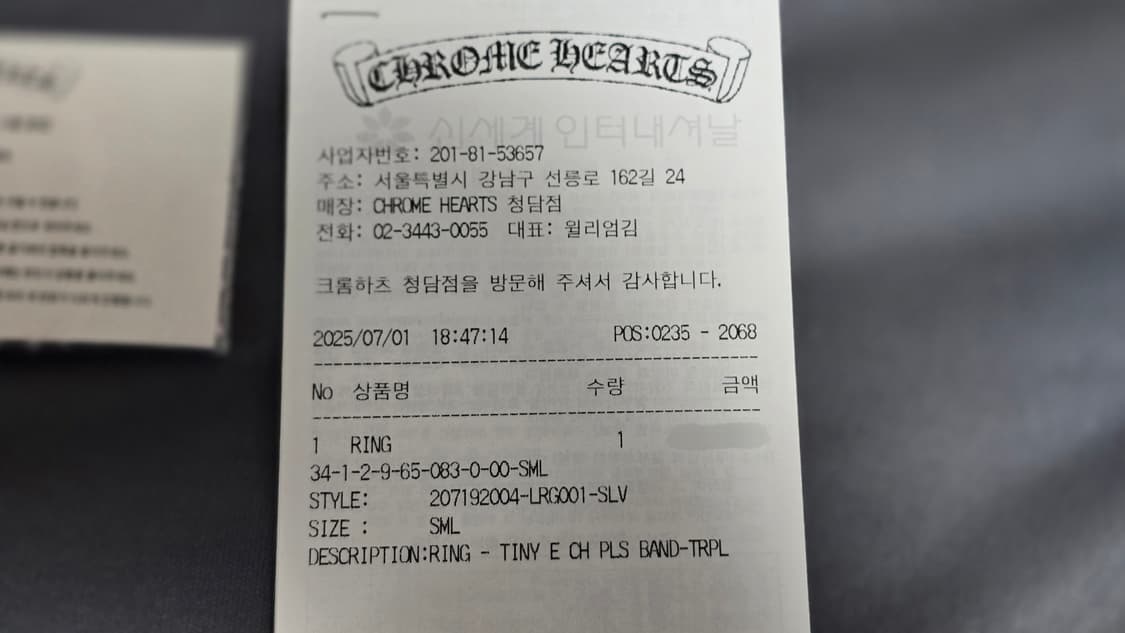 CHROME HEARTS
신세계인터내셔날
사업자번호: 201-81-53657
주소: 서울특별시 강남구 선릉로 162길 24
매장: CHROME HEARTS 청담점
전화: 02-3443-0055 대표: 윌리엄김
크롬하츠 청담점을 방문해 주셔서 감사합니다.
2025/07/01 18:47:14 POS:0235 - 2068
No 상품명 수량 금액
1 RING 1
34-1-2-9-65-083-0-00-SML
STYLE: 207192004-LRG001-SLV
SIZE : SML
DESCRIPTION:RING - TINY E CH PLS BAND-TRPL